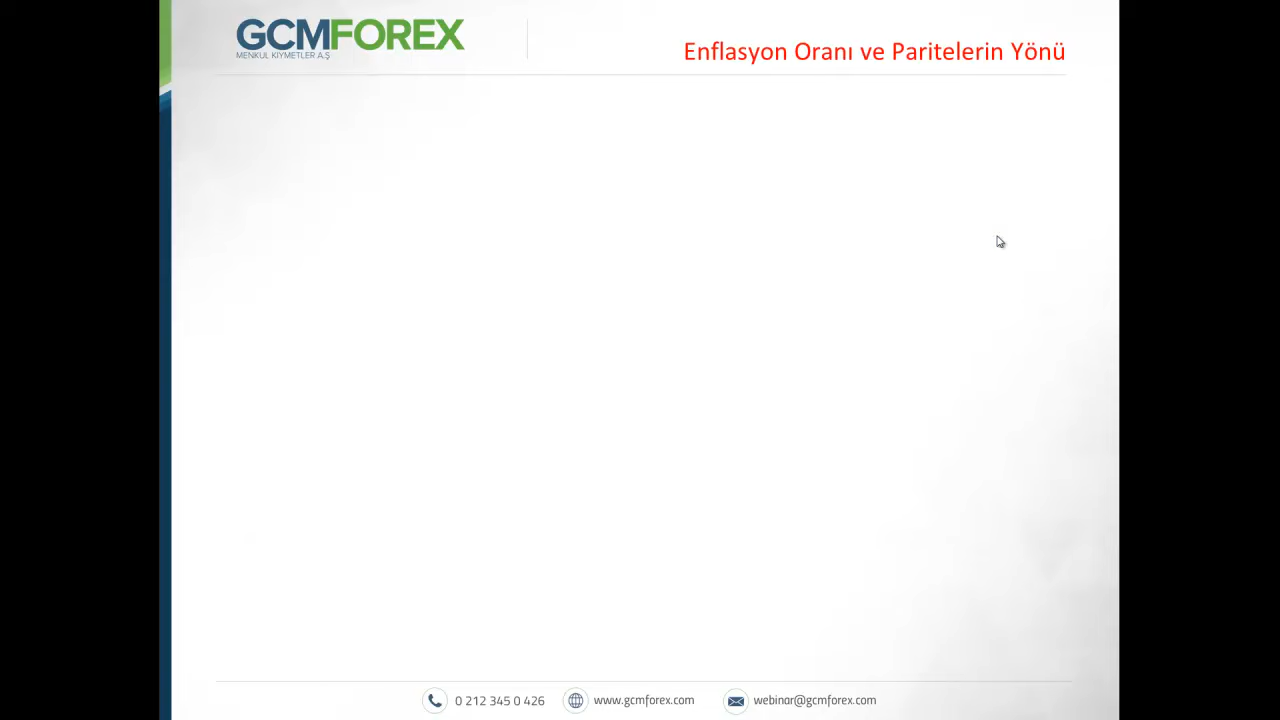 GCMFOREX
MENKUL KIYMETLER A.Ş
Enflasyon Oranı ve Paritelerin Yönü
0 212 345 0 426
www.gcmforex.com
webinar@gcmforex.com